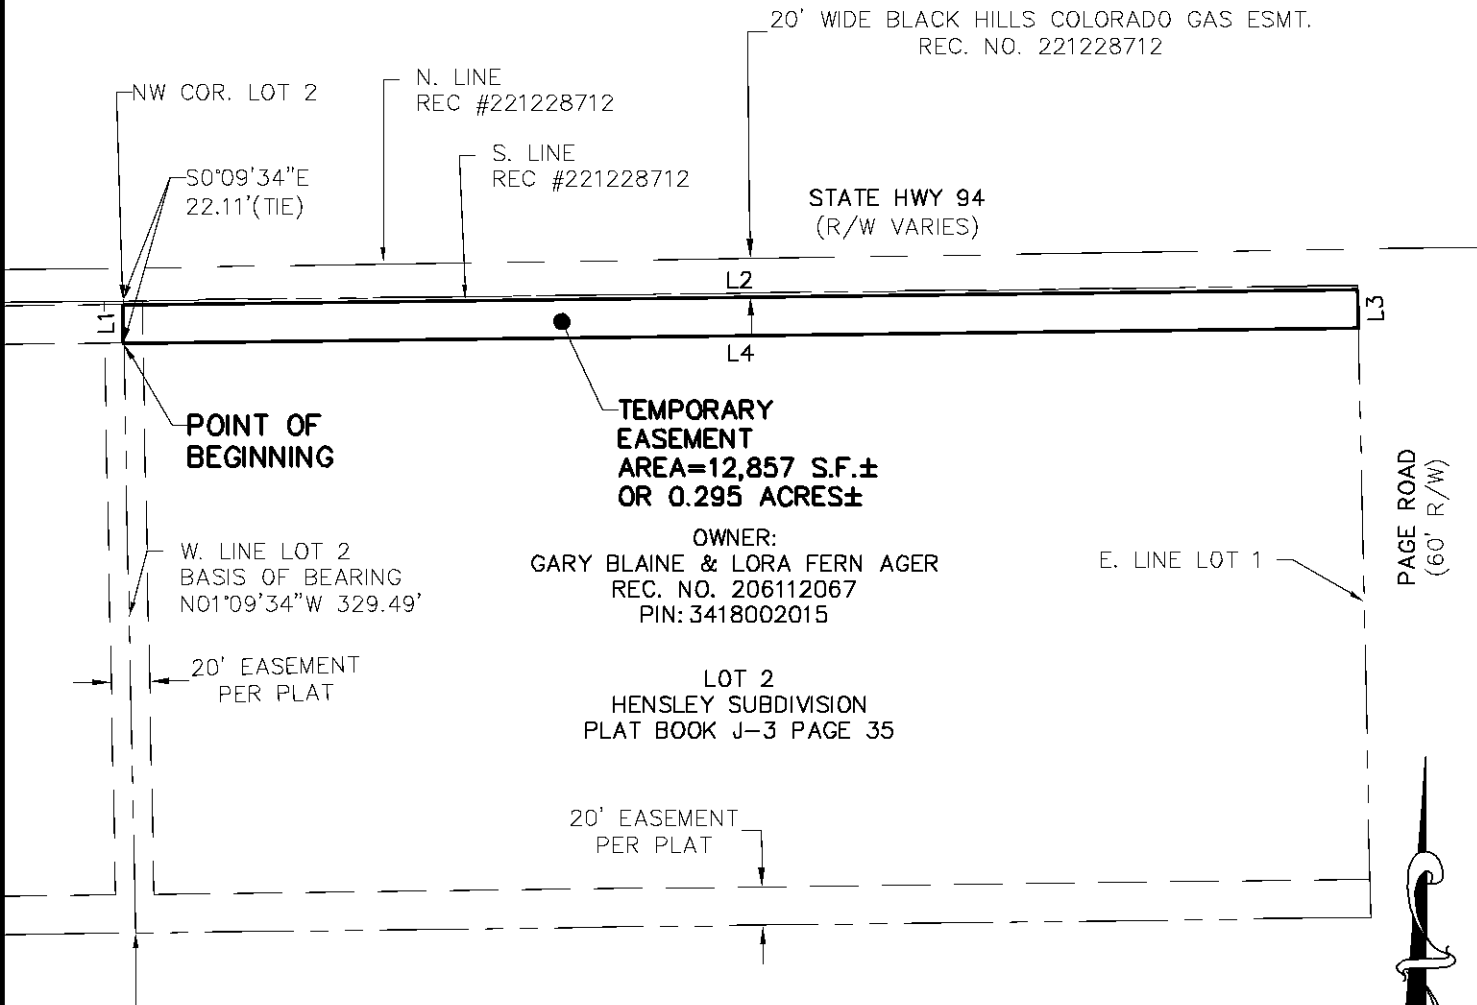 20' WIDE BLACK HILLS COLORADO GAS ESMT.
REC. NO. 221228712
N. LINE
REC #221228712
NW COR. LOT 2
S. LINE
REC #221228712
S0°09'34"E
22.11'(TIE)
STATE HWY 94
(R/W VARIES)
L2
L1
L3
L4
POINT OF
BEGINNING
TEMPORARY
EASEMENT
AREA=12,857 S.F.±
OR 0.295 ACRES±
OWNER:
GARY BLAINE & LORA FERN AGER
REC. NO. 206112067
PIN: 3418002015
W. LINE LOT 2
BASIS OF BEARING
N01°09'34"W 329.49'
E. LINE LOT 1
PAGE ROAD
(60' R/W)
20' EASEMENT
PER PLAT
LOT 2
HENSLEY SUBDIVISION
PLAT BOOK J-3 PAGE 35
20' EASEMENT
PER PLAT